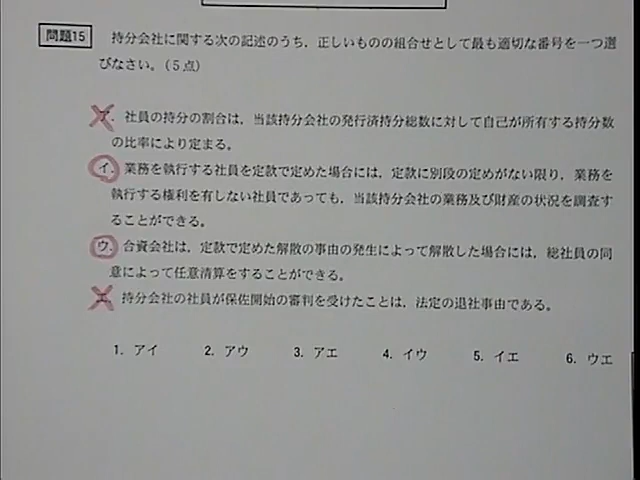 問題15 持分会社に関する次の記述のうち，正しいものの組合せとして最も適切な番号を一つ選
びなさい。(5点)
ア．社員の持分の割合は，当該持分会社の発行済持分総数に対して自己が所有する持分数
の比率により定まる。
イ．業務を執行する社員を定款で定めた場合には，定款に別段の定めがない限り，業務を
執行する権利を有しない社員であっても，当該持分会社の業務及び財産の状況を調査す
ることができる。
ウ．合資会社は，定款で定めた解散の事由の発生によって解散した場合には，総社員の同
意によって任意清算をすることができる。
エ．持分会社の社員が保佐開始の審判を受けたことは，法定の退社事由である。
1．アイ 2．アウ 3．アエ 4．イウ 5．イエ 6．ウエ